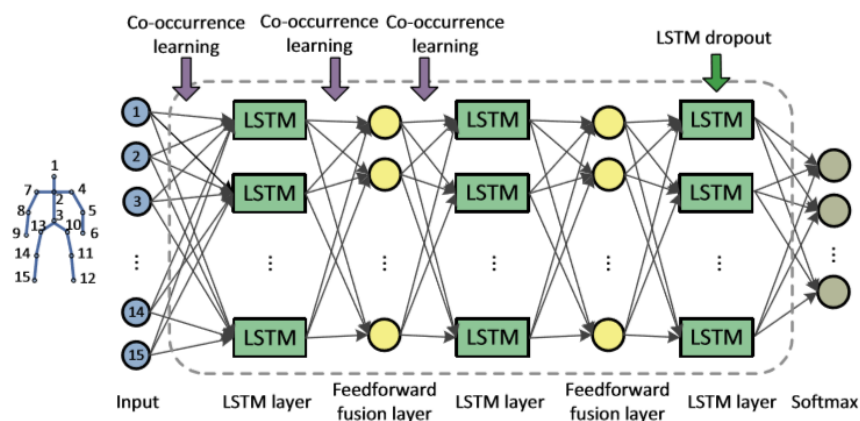 Co-occurrence
learning
Co-occurrence
learning
Co-occurrence
learning
LSTM dropout
1
2
3
14
15
1
7
4
2
8
3
5
9
13
10
6
14
11
15
12
LSTM
LSTM
LSTM
LSTM
LSTM
LSTM
LSTM
LSTM
LSTM
...
...
...
...
...
...
...
Input
LSTM layer
Feedforward
fusion layer
LSTM layer
Feedforward
fusion layer
LSTM layer
Softmax